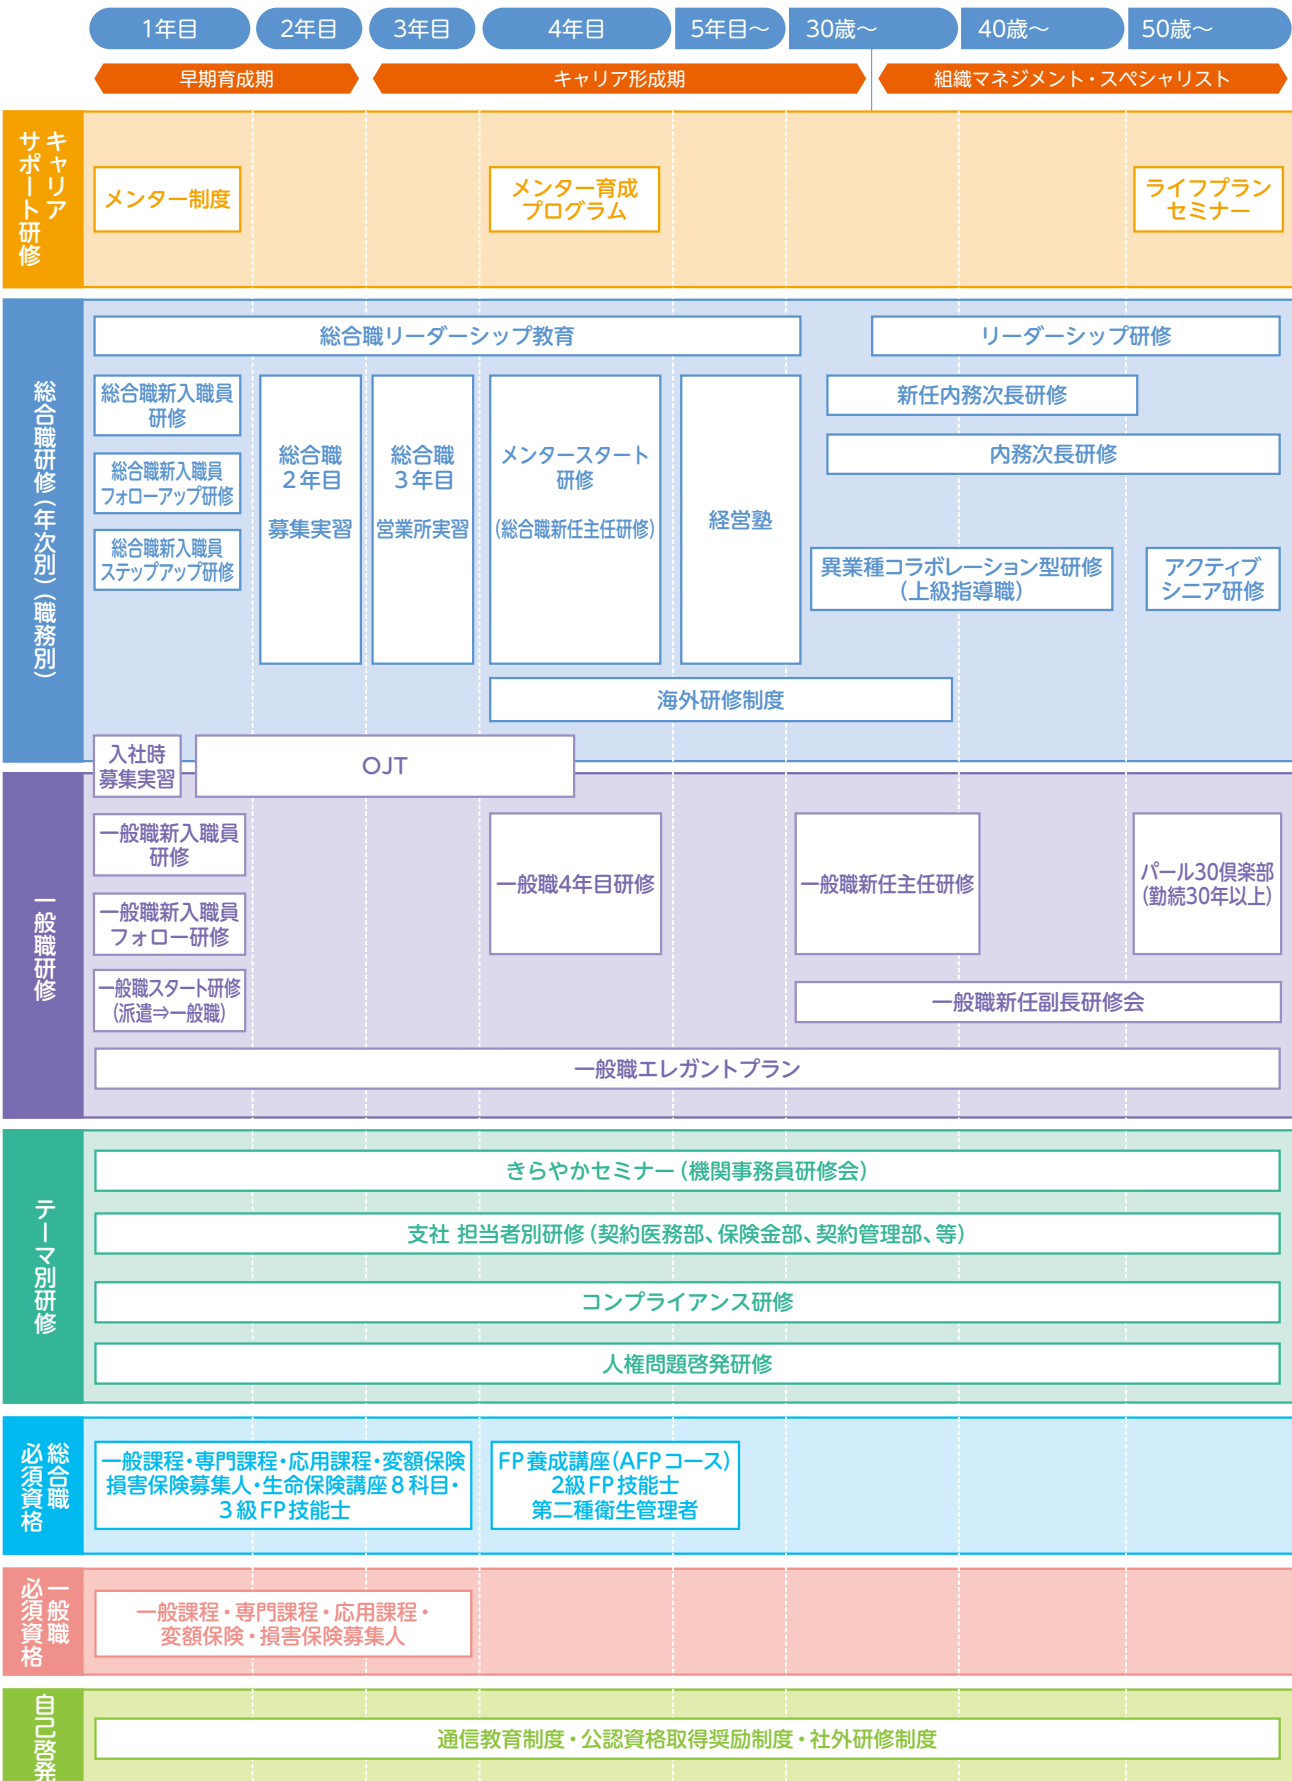 1年目
2年目
3年目
4年目
5年目～
30歳～
40歳～
50歳～
早期育成期
キャリア形成期
組織マネジメント・スペシャリスト
キャリア
サポート研修
メンター制度
メンター育成
プログラム
ライフプラン
セミナー
総合職研修（年次別）（職務別）
総合職リーダーシップ教育
リーダーシップ研修
総合職新入職員
研修
総合職新入職員
フォローアップ研修
総合職新入職員
ステップアップ研修
総合職
2年目
募集実習
総合職
3年目
営業所実習
メンタースタート
研修
（総合職新任主任研修）
経営塾
新任内務次長研修
内務次長研修
異業種コラボレーション型研修
（上級指導職）
アクティブ
シニア研修
海外研修制度
入社時
募集実習
OJT
一般職研修
一般職新入職員
研修
一般職新入職員
フォロー研修
一般職スタート研修
（派遣⇒一般職）
一般職4年目研修
一般職新任主任研修
パール30倶楽部
（勤続30年以上）
一般職新任副長研修会
一般職エレガントプラン
テーマ別研修
きらやかセミナー（機関事務員研修会）
支社 担当者別研修（契約医務部、保険金部、契約管理部、等）
コンプライアンス研修
人権問題啓発研修
総合職
必須資格
一般課程・専門課程・応用課程・変額保険
損害保険募集人・生命保険講座8科目・
3級FP技能士
FP養成講座（AFPコース）
2級FP技能士
第二種衛生管理者
一般職
必須資格
一般課程・専門課程・応用課程・
変額保険・損害保険募集人
自己啓発
通信教育制度・公認資格取得奨励制度・社外研修制度